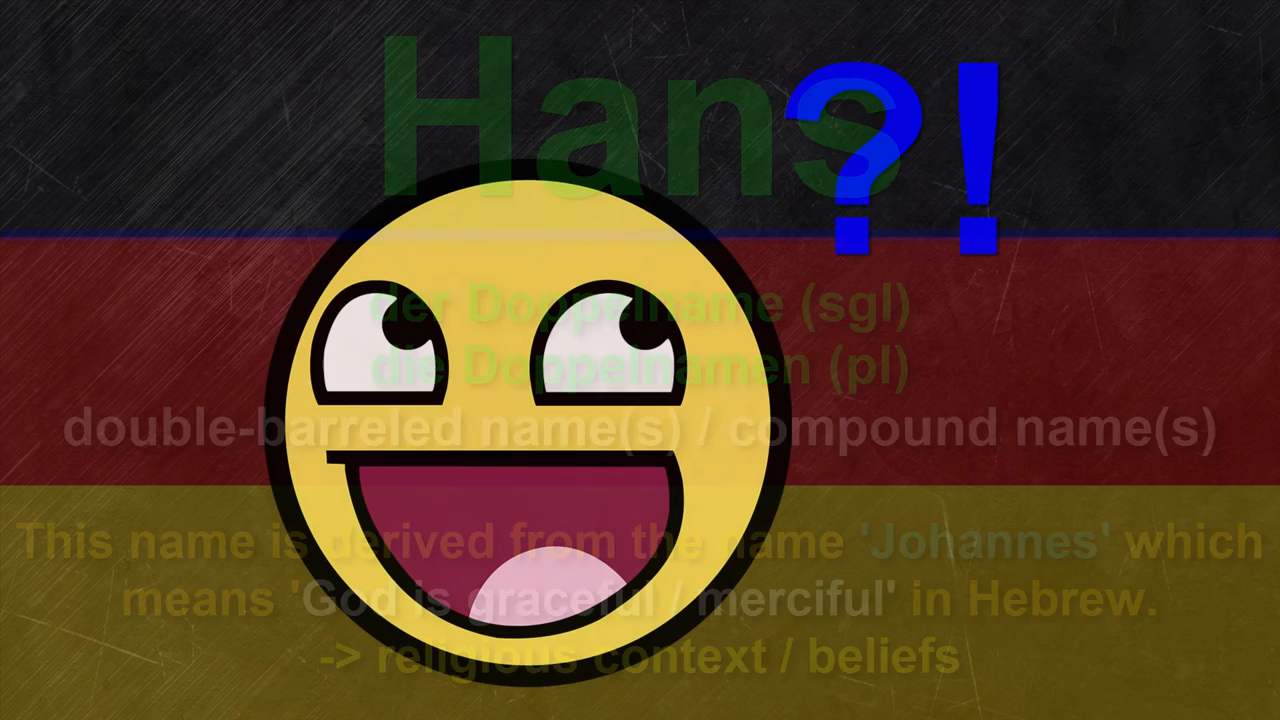 Hans?!
der Doppelname (sgl)
die Doppelnamen (pl)
double-barreled name(s) / compound name(s)
This name is derived from the name 'Johannes' which
means 'God is graceful / merciful' in Hebrew.
-> religious context / beliefs